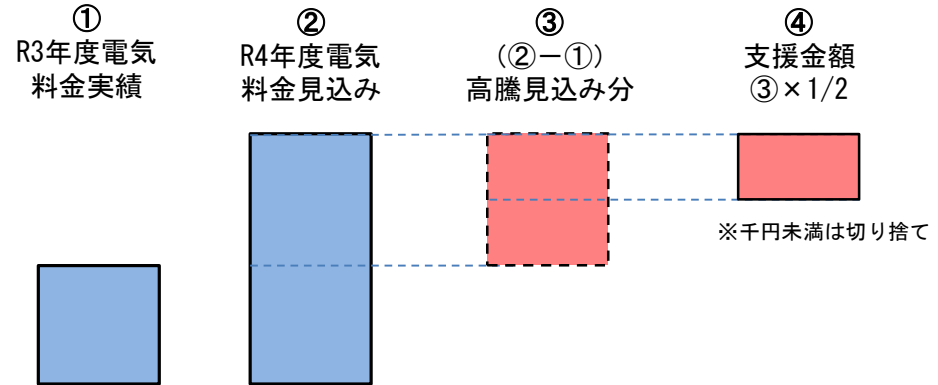 ①
R3年度電気
料金実績
②
R4年度電気
料金見込み
③
(②－①)
高騰見込み分
④
支援金額
③×1/2
※千円未満は切り捨て